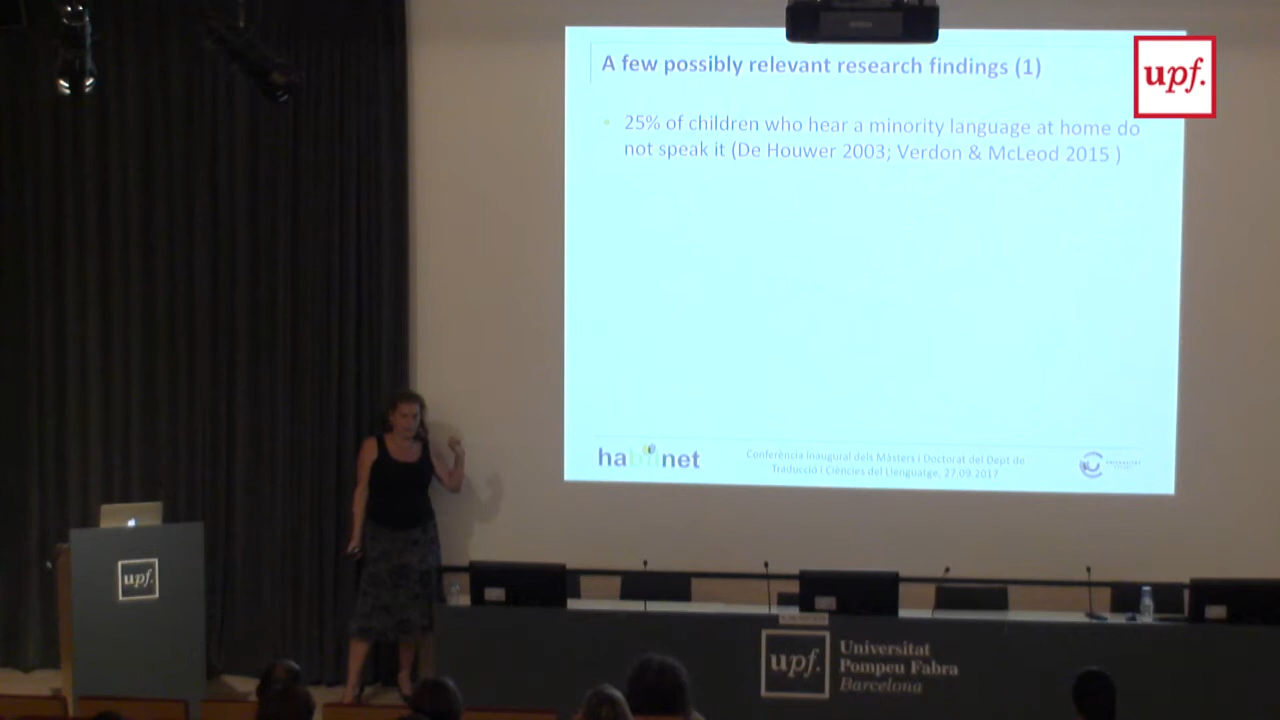 A few possibly relevant research findings (1)
upf.
• 25% of children who hear a minority language at home do
not speak it (De Houwer 2003; Verdon & McLeod 2015 )
habilnet
Conferència Inaugural dels Màsters i Doctorat del Dept de
Traducció i Ciències del Llenguatge, 27.09.2017
upf.
upf.
Universitat
Pompeu Fabra
Barcelona